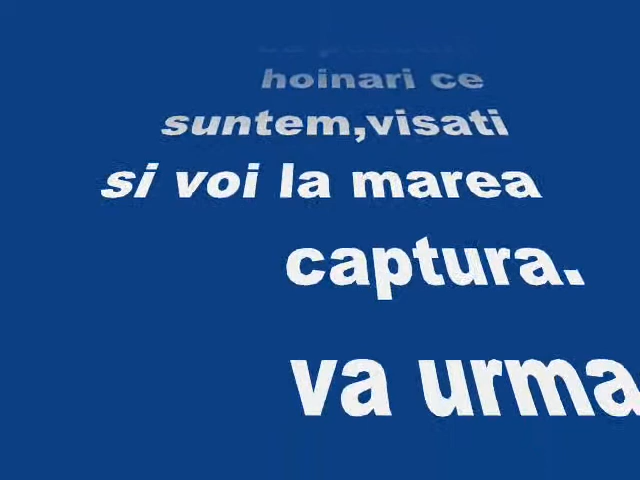 hoinari ce
suntem,visati
si voi la marea
captura.
va urma